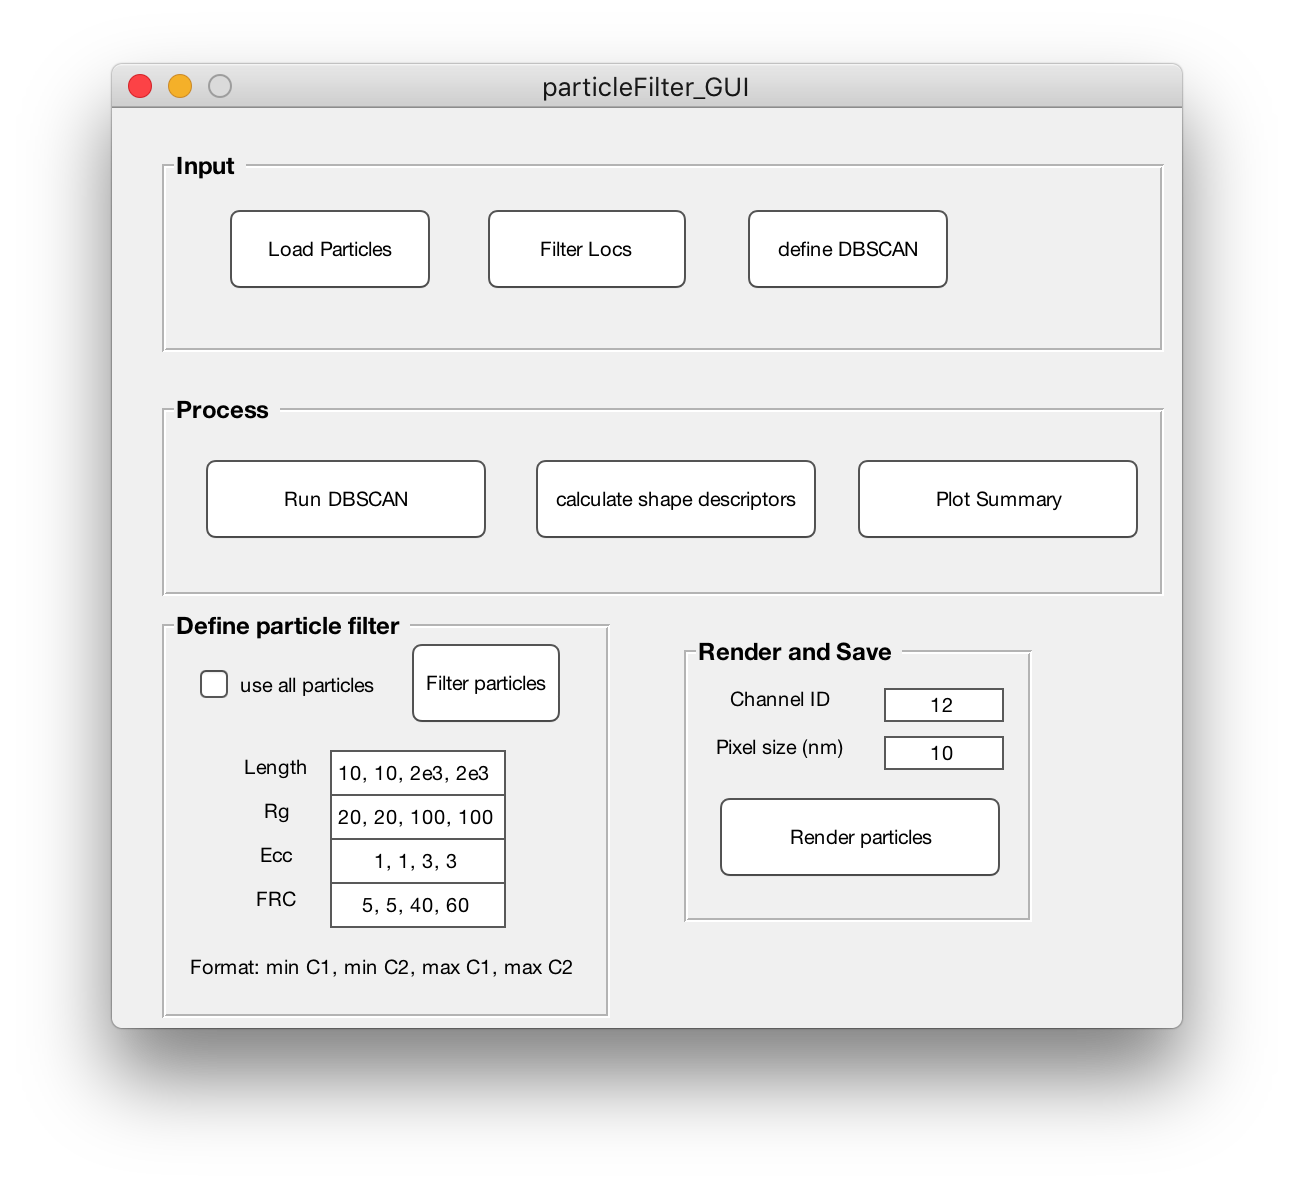 particleFilter_GUI
Input
Load Particles
Filter Locs
define DBSCAN
Process
Run DBSCAN
calculate shape descriptors
Plot Summary
Define particle filter
use all particles
Filter particles
Length
10, 10, 2e3, 2e3
Rg
20, 20, 100, 100
Ecc
1, 1, 3, 3
FRC
5, 5, 40, 60
Format: min C1, min C2, max C1, max C2
Render and Save
Channel ID
12
Pixel size (nm)
10
Render particles